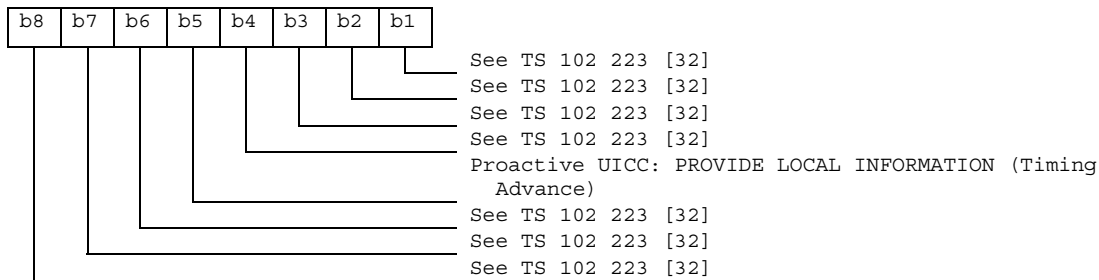 b8 b7 b6 b5 b4 b3 b2 b1
See TS 102 223 [32]
See TS 102 223 [32]
See TS 102 223 [32]
See TS 102 223 [32]
Proactive UICC: PROVIDE LOCAL INFORMATION (Timing
Advance)
See TS 102 223 [32]
See TS 102 223 [32]
See TS 102 223 [32]